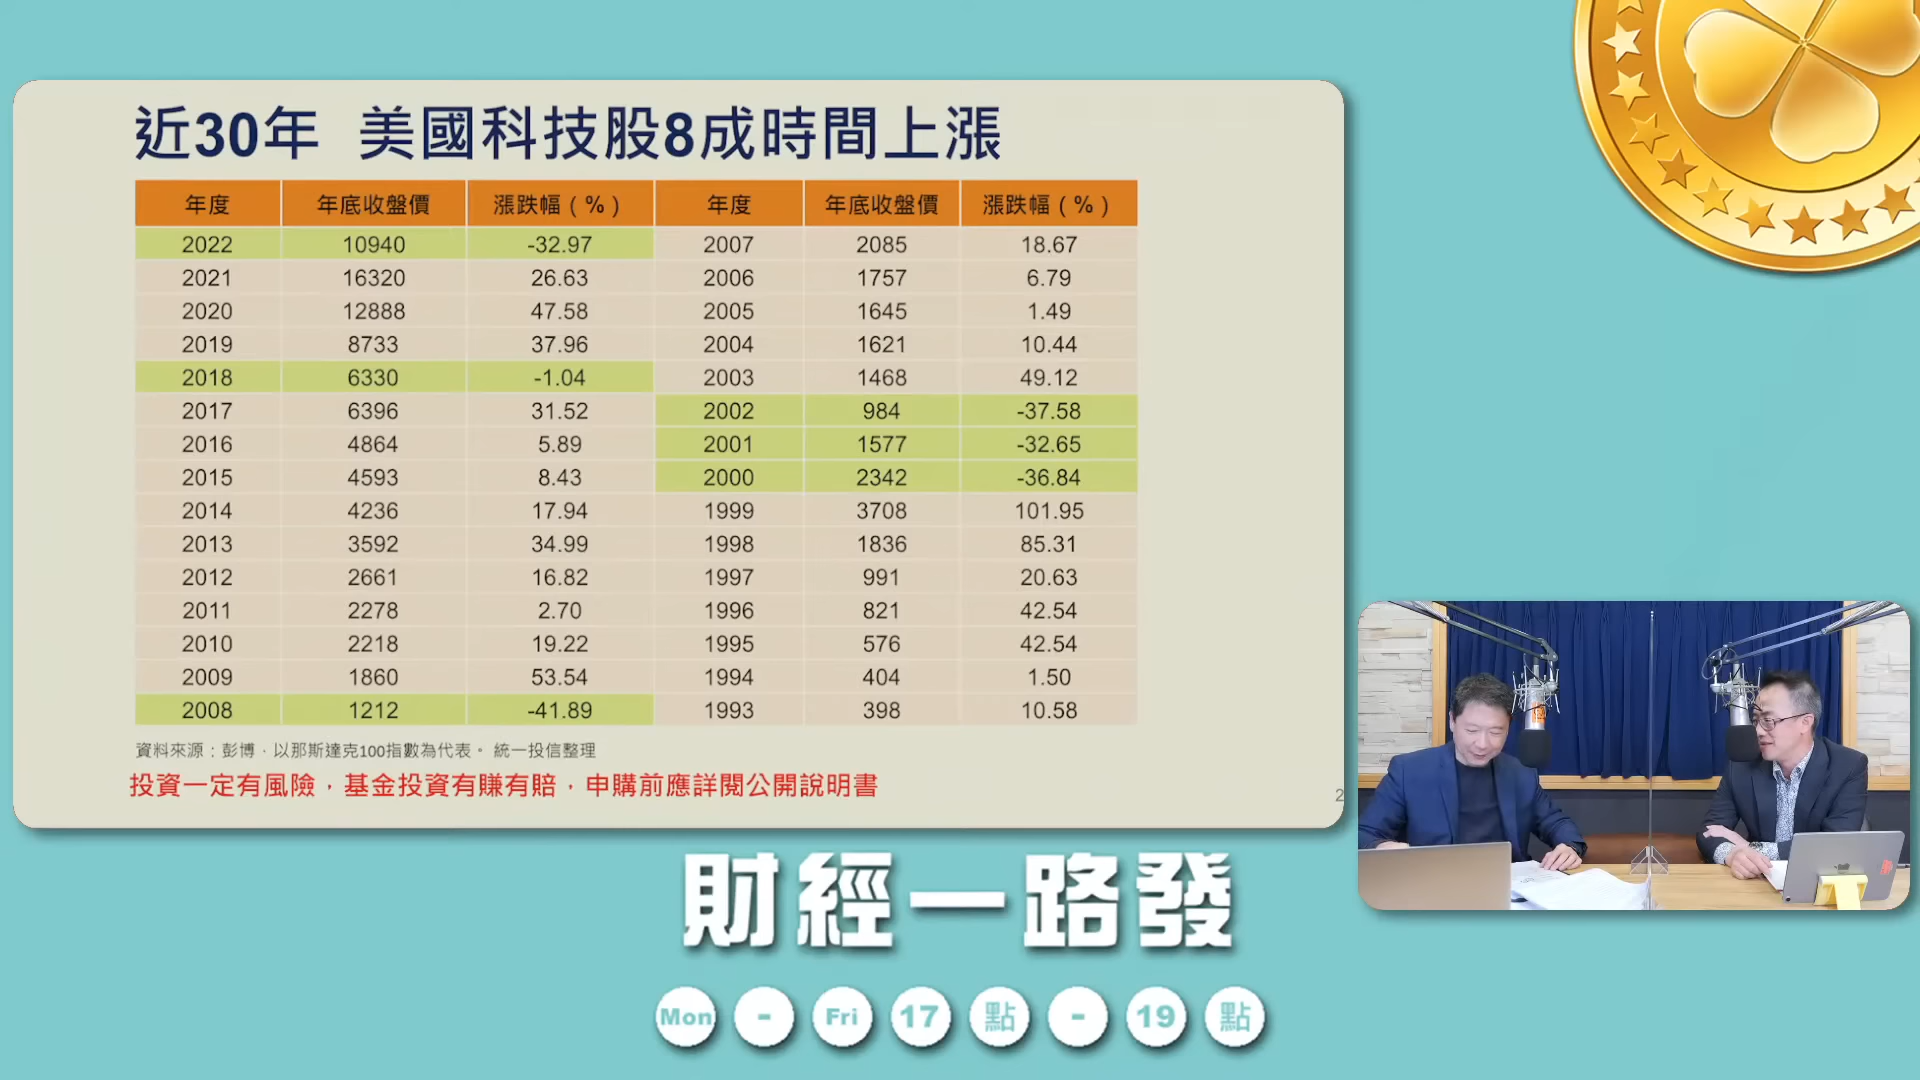 近30年 美國科技股8成時間上漲
年度 年底收盤價 漲跌幅（%） 年度 年底收盤價 漲跌幅（%）
2022 10940 -32.97 2007 2085 18.67
2021 16320 26.63 2006 1757 6.79
2020 12888 47.58 2005 1645 1.49
2019 8733 37.96 2004 1621 10.44
2018 6330 -1.04 2003 1468 49.12
2017 6396 31.52 2002 984 -37.58
2016 4864 5.89 2001 1577 -32.65
2015 4593 8.43 2000 2342 -36.84
2014 4236 17.94 1999 3708 101.95
2013 3592 34.99 1998 1836 85.31
2012 2661 16.82 1997 991 20.63
2011 2278 2.70 1996 821 42.54
2010 2218 19.22 1995 576 42.54
2009 1860 53.54 1994 404 1.50
2008 1212 -41.89 1993 398 10.58
資料來源：彭博，以那斯達克100指數為代表。 統一投信整理
投資一定有風險，基金投資有賺有賠，申購前應詳閱公開說明書
2
財經一路發
Mon - Fri 17 點 - 19 點